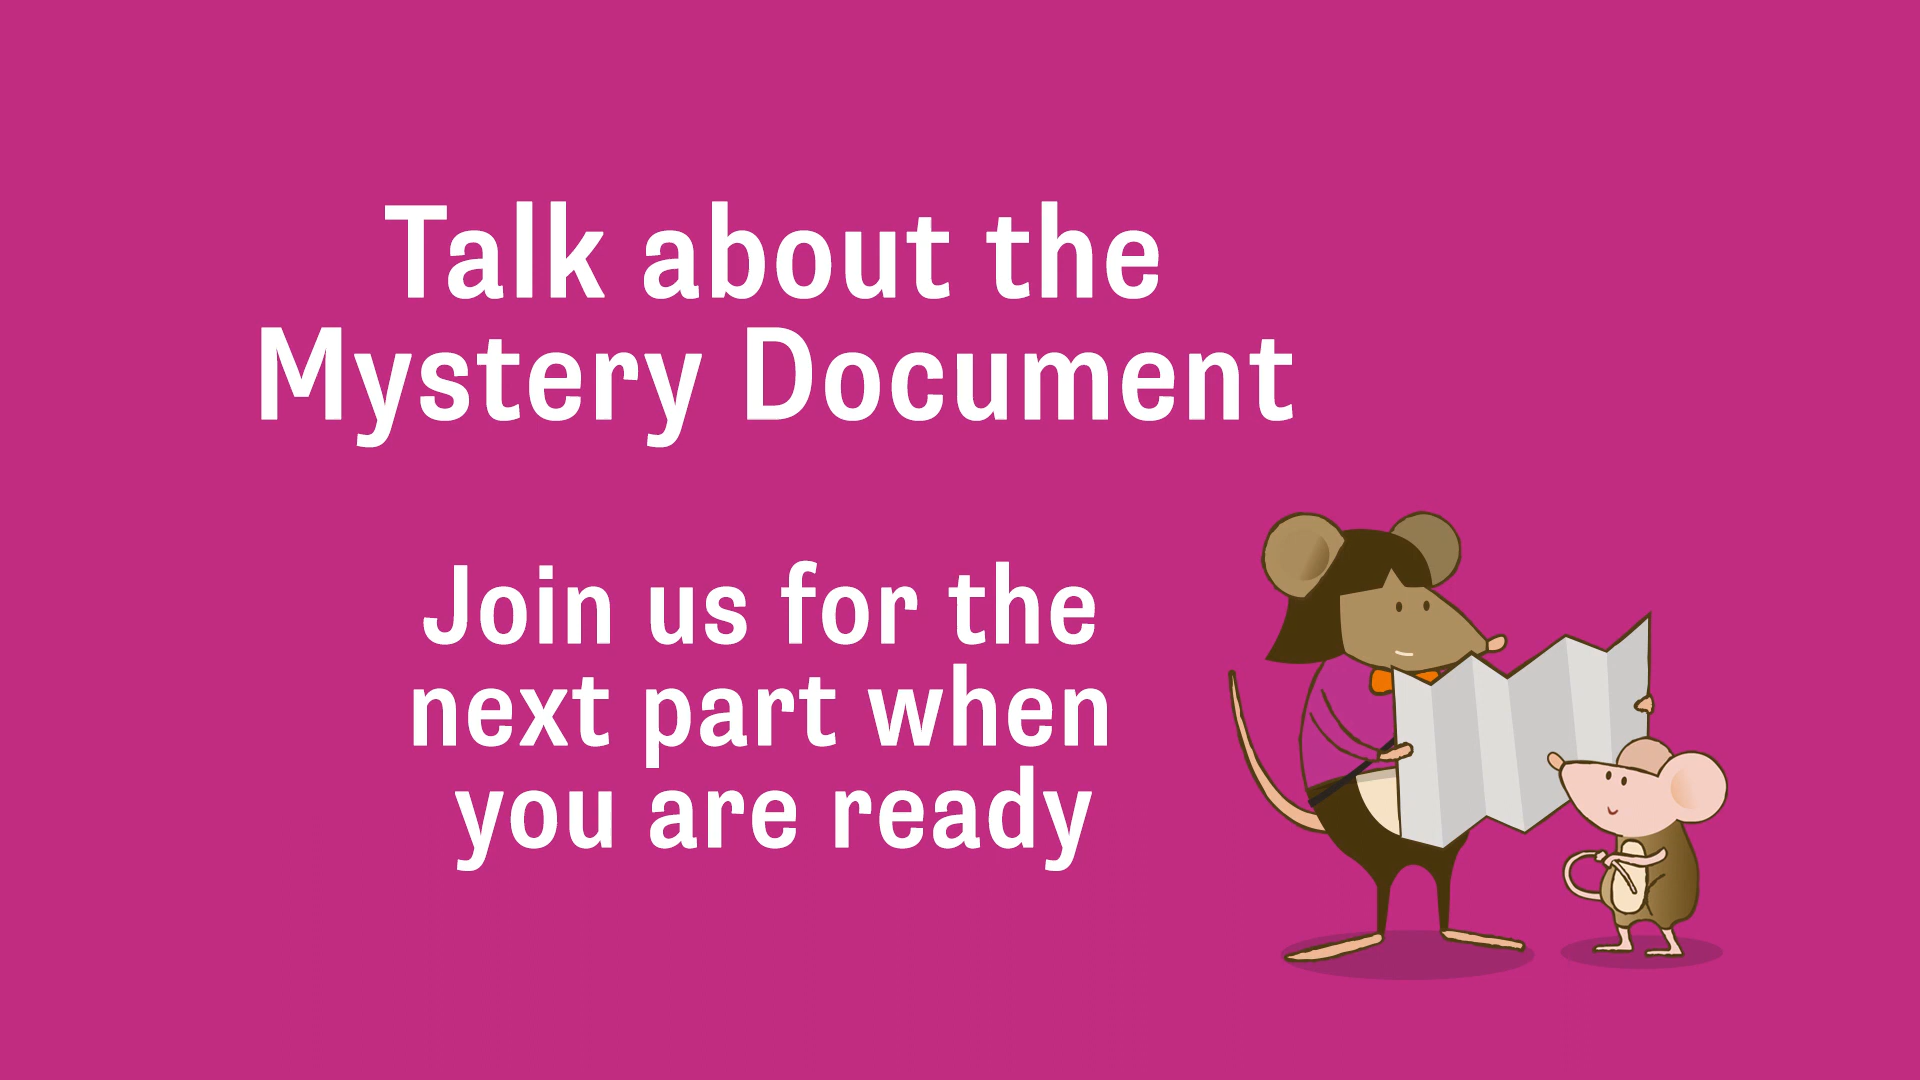 Talk about the
Mystery Document
Join us for the
next part when
you are ready